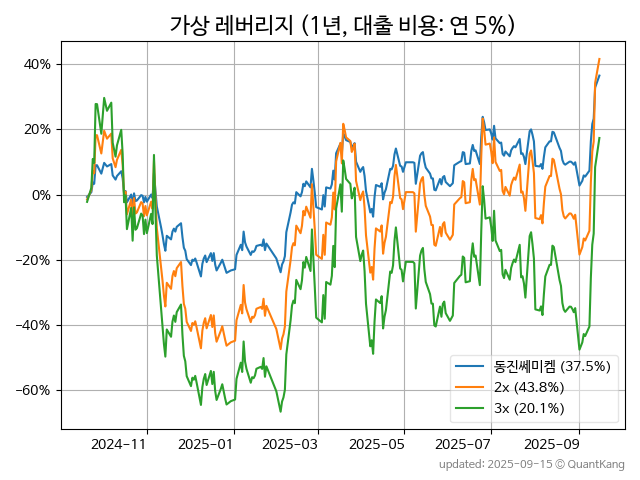 가상 레버리지 (1년, 대출 비용: 연 5%)
40%
20%
0%
−20%
−40%
−60%
동진쎄미켐 (37.5%)
2x (43.8%)
3x (20.1%)
2024-11 2025-01 2025-03 2025-05 2025-07 2025-09
updated: 2025-09-15 © QuantKang